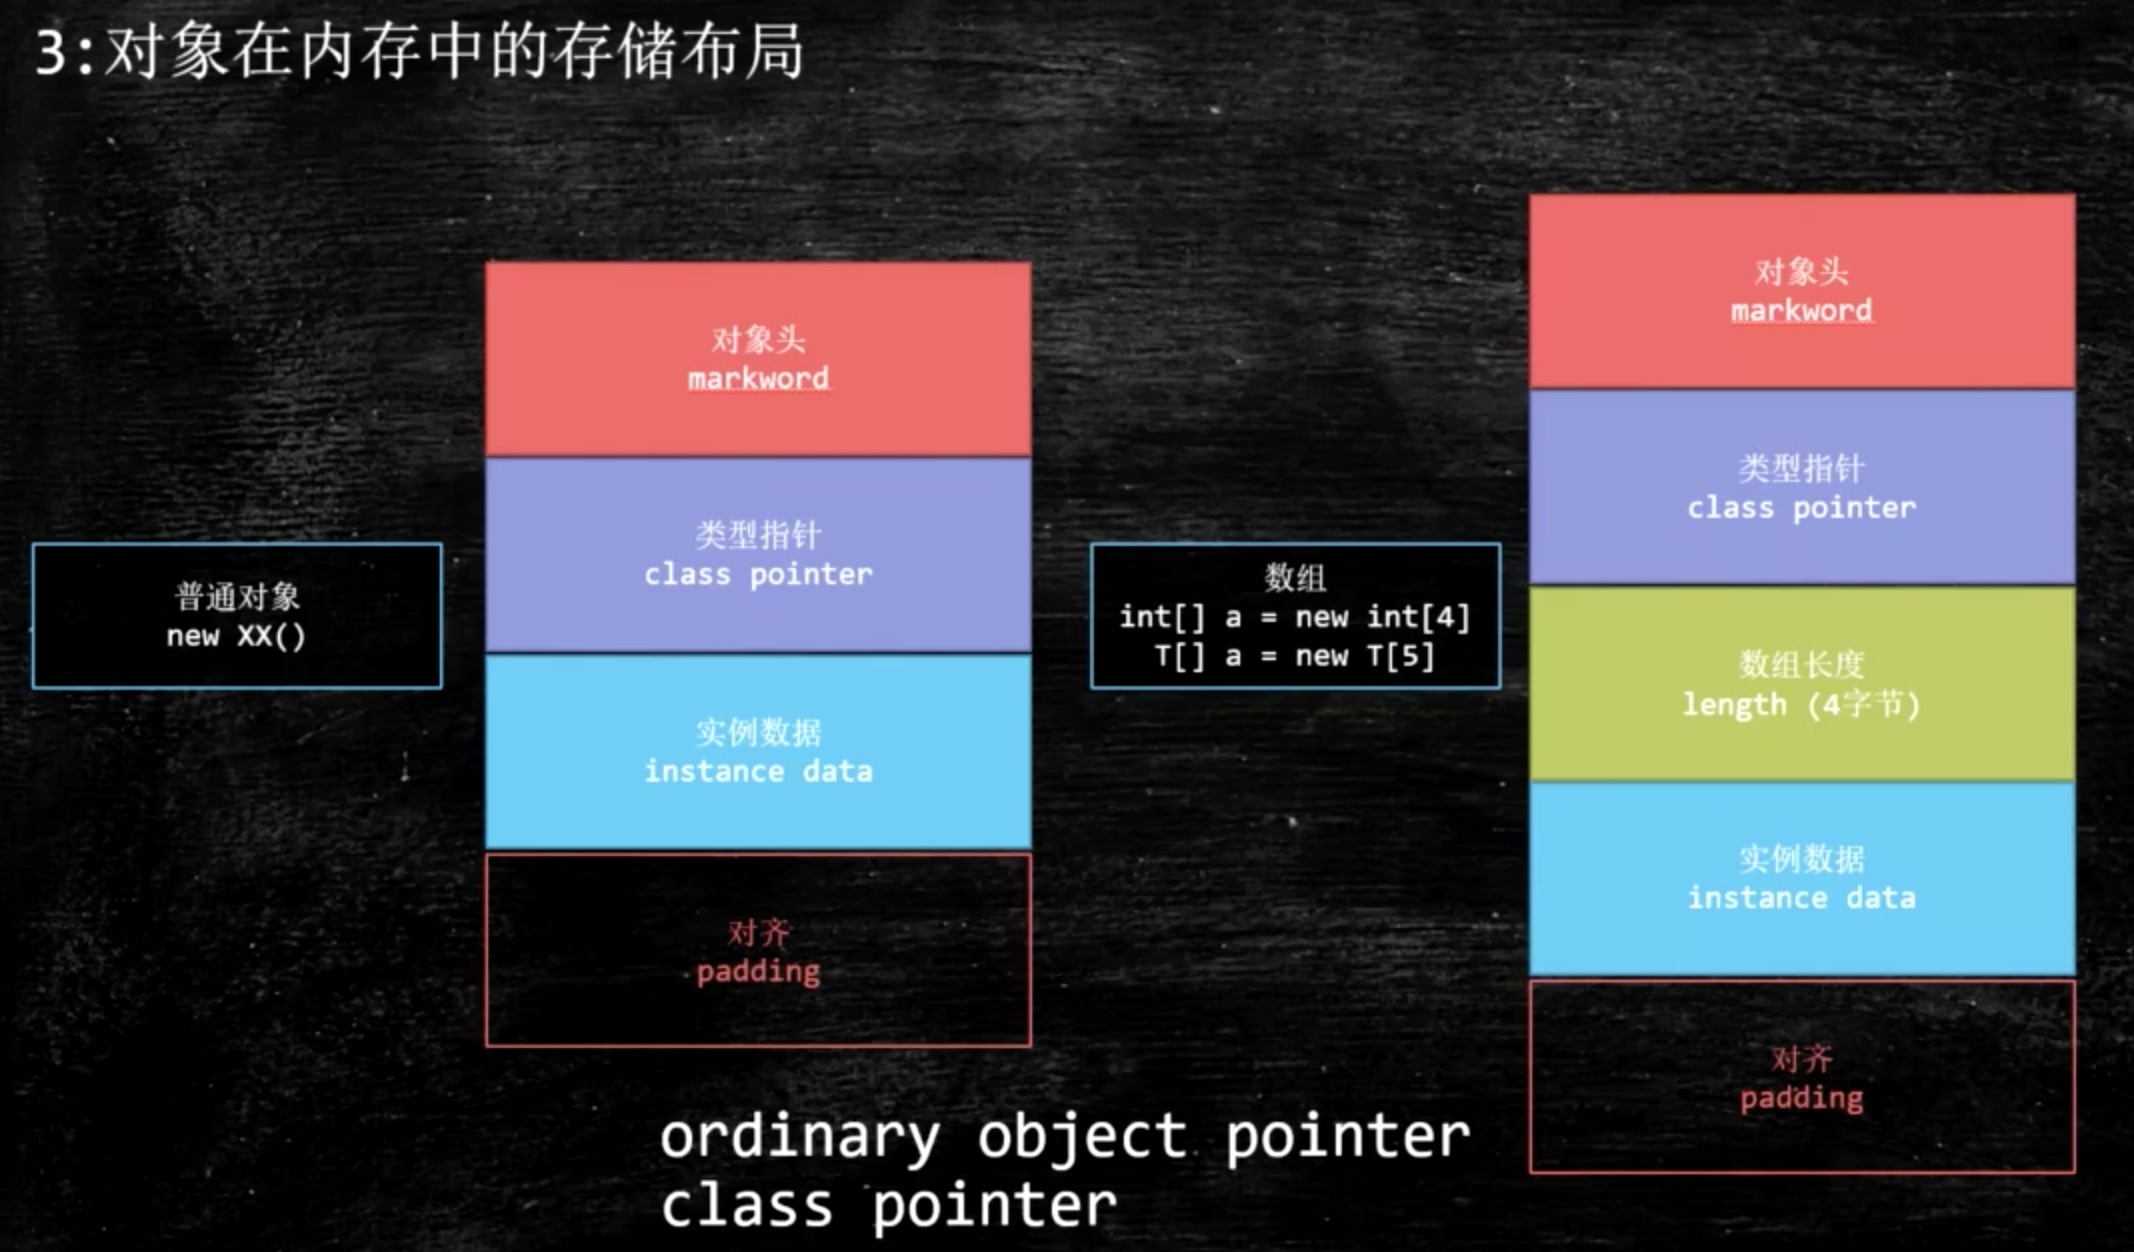 3:对象在内存中的存储布局
普通对象
new XX()
对象头
markword
类型指针
class pointer
实例数据
instance data
对齐
padding
数组
int[] a = new int[4]
T[] a = new T[5]
对象头
markword
类型指针
class pointer
数组长度
length (4字节)
实例数据
instance data
对齐
padding
ordinary object pointer
class pointer